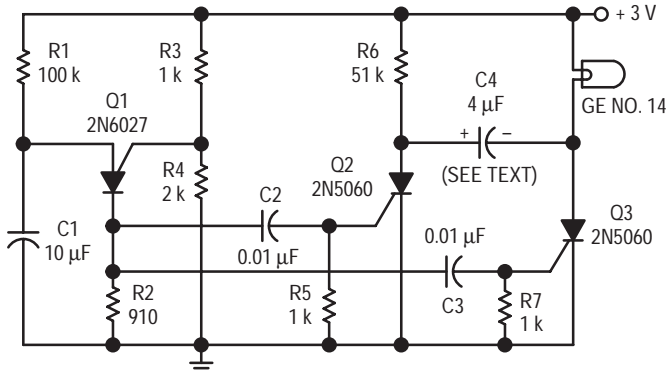 + 3 V
R1
100 k
R3
1 k
R6
51 k
C4
4 µF
GE NO. 14
Q1
2N6027
+
–
(SEE TEXT)
R4
2 k
Q2
2N5060
C2
0.01 µF
Q3
2N5060
C1
10 µF
0.01 µF
C3
R2
910
R5
1 k
R7
1 k